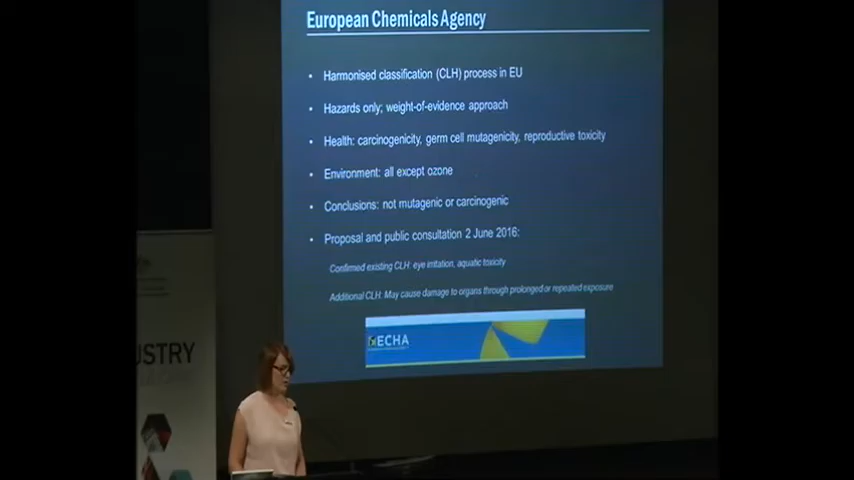 European Chemicals Agency
• Harmonised classification (CLH) process in EU
• Hazards only; weight-of-evidence approach
• Health: carcinogenicity, germ cell mutagenicity, reproductive toxicity
• Environment: all except ozone
• Conclusions: not mutagenic or carcinogenic
• Proposal and public consultation 2 June 2016:
Confirmed existing CLH: eye irritation, aquatic toxicity
Additional CLH: May cause damage to organs through prolonged or repeated exposure
ECHA
USTRY